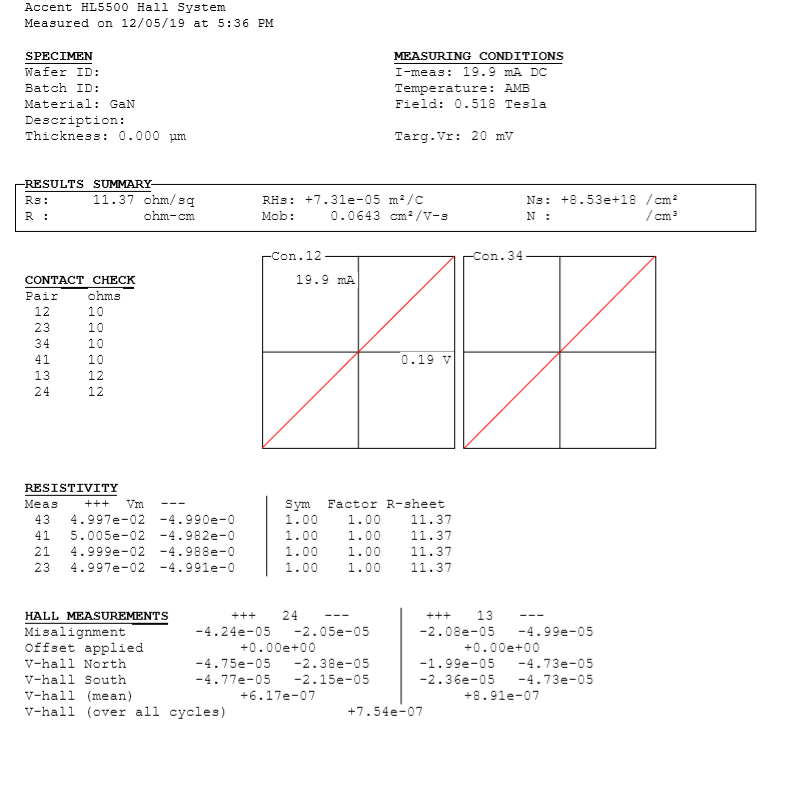 Accent HL5500 Hall System
Measured on 12/05/19 at 5:36 PM
SPECIMEN
Wafer ID:
Batch ID:
Material: GaN
Description:
Thickness: 0.000 µm
MEASURING CONDITIONS
I-meas: 19.9 mA DC
Temperature: AMB
Field: 0.518 Tesla
Targ.Vr: 20 mV
RESULTS SUMMARY
Rs: 11.37 ohm/sq RHs: +7.31e-05 m²/C Ns: +8.53e+18 /cm²
R : ohm-cm Mob: 0.0643 cm²/V-s N : /cm³
CONTACT CHECK
Pair ohms
12 10
23 10
34 10
41 10
13 12
24 12
Con.12
19.9 mA
0.19 V
Con.34
RESISTIVITY
Meas +++ Vm --- Sym Factor R-sheet
43 4.997e-02 -4.990e-0 1.00 1.00 11.37
41 5.005e-02 -4.982e-0 1.00 1.00 11.37
21 4.999e-02 -4.988e-0 1.00 1.00 11.37
23 4.997e-02 -4.991e-0 1.00 1.00 11.37
HALL MEASUREMENTS +++ 24 --- +++ 13 ---
Misalignment -4.24e-05 -2.05e-05 -2.08e-05 -4.99e-05
Offset applied +0.00e+00 +0.00e+00
V-hall North -4.75e-05 -2.38e-05 -1.99e-05 -4.73e-05
V-hall South -4.77e-05 -2.15e-05 -2.36e-05 -4.73e-05
V-hall (mean) +6.17e-07 +8.91e-07
V-hall (over all cycles) +7.54e-07